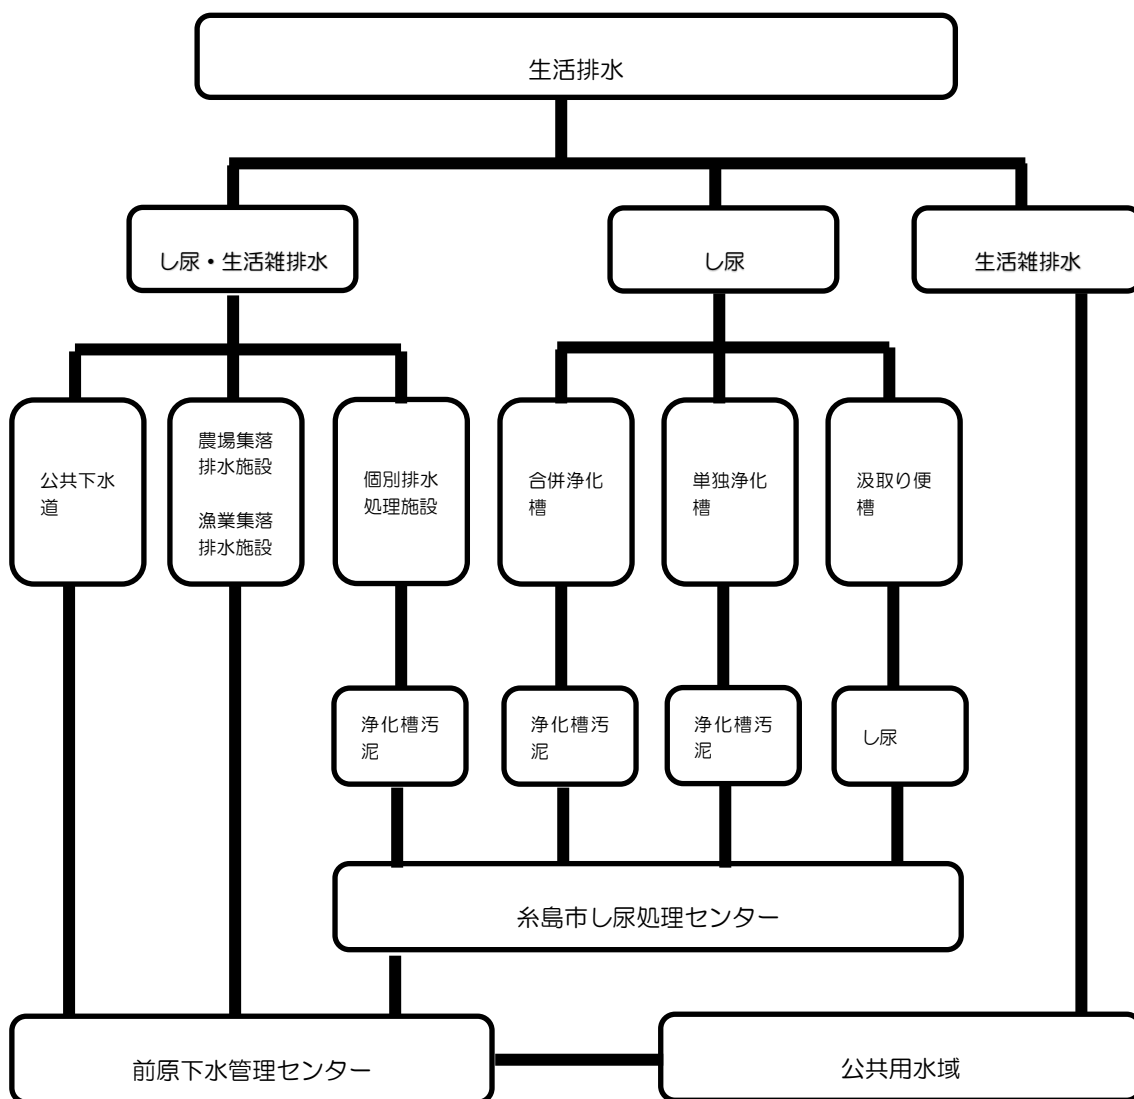 生活排水
し尿・生活雑排水
し尿
生活雑排水
公共下水
道
農場集落
排水施設
漁業集落
排水施設
個別排水
処理施設
合併浄化
槽
単独浄化
槽
汲取り便
槽
浄化槽汚
泥
浄化槽汚
泥
浄化槽汚
泥
し尿
糸島市し尿処理センター
前原下水管理センター
公共用水域